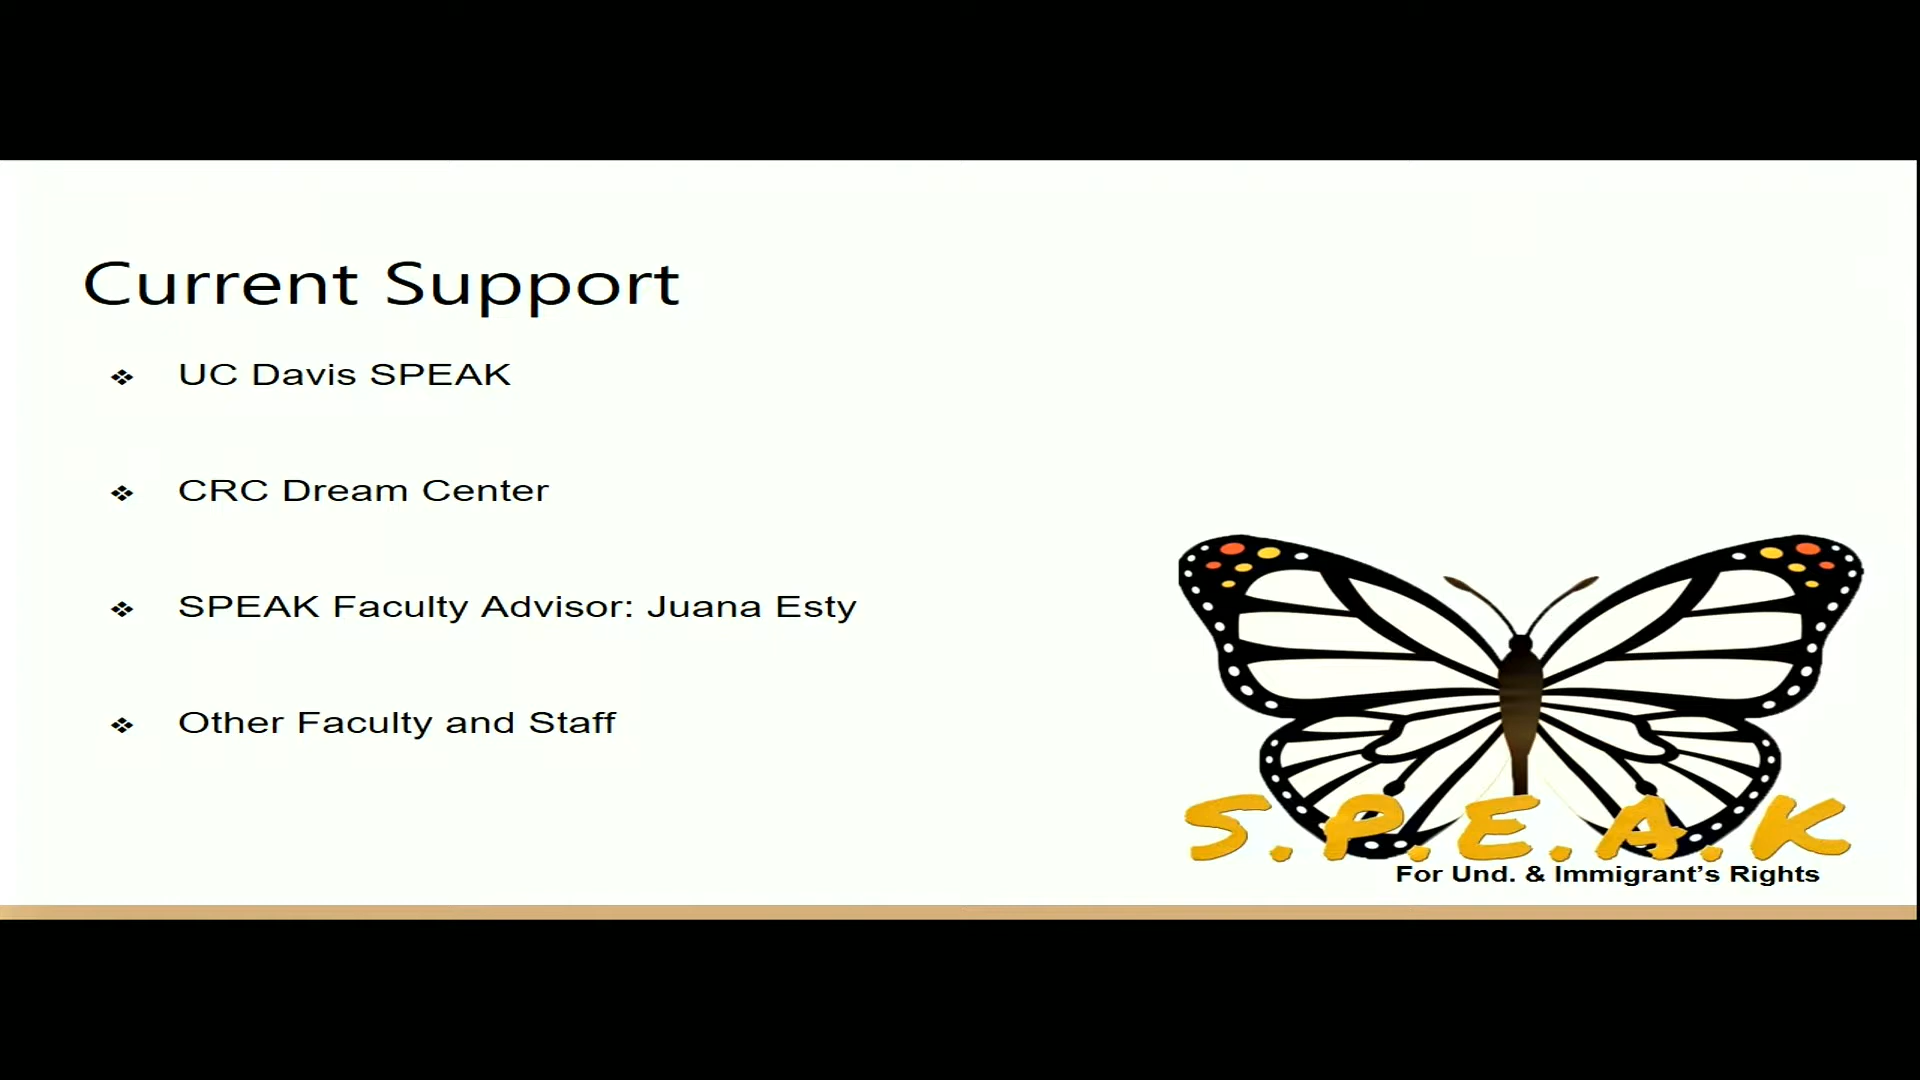 Current Support
❖ UC Davis SPEAK
❖ CRC Dream Center
❖ SPEAK Faculty Advisor: Juana Esty
❖ Other Faculty and Staff
S.P.E.A.K
For Und. & Immigrant’s Rights